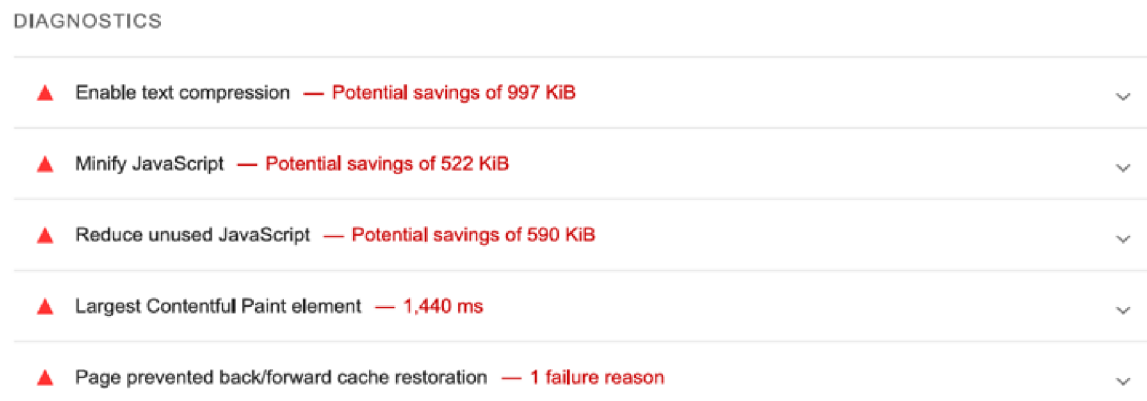 DIAGNOSTICS
Enable text compression — Potential savings of 997 KiB
Minify JavaScript — Potential savings of 522 KiB
Reduce unused JavaScript — Potential savings of 590 KiB
Largest Contentful Paint element — 1,440 ms
Page prevented back/forward cache restoration — 1 failure reason